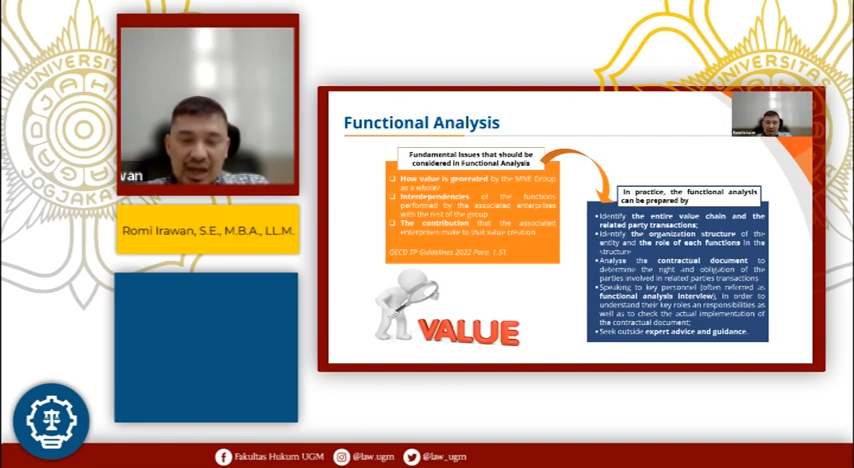 UNIVERSITA
GADJAH
JOGJAKARTA
UNIVERSITA
wan
Romi Irawan, S.E., M.B.A., LL.M.
Functional Analysis
Fundamental Issues that should be
considered in Functional Analysis
How value is generated by the MNE Group
as a whole?
Interdependencies of the functions
performed by the associated enterprises
with the rest of the group
The contribution that the associated
enterprises make to that value creation
OECD TP Guidelines 2022 Para. 1.51
VALUE
In practice, the functional analysis
can be prepared by
•Identify the entire value chain and the
related party transactions;
•Identify the organization structure of the
entity and the role of each functions in the
structure
•Analyse the contractual document to
determine the right and obligation of the
parties involved in related parties transactions
•Speaking to key personnel (often referred as
functional analysis interview), in order to
understand their key roles an responsibilities as
well as to check the actual implementation of
the contractual document;
•Seek outside expert advice and guidance.
Fakultas Hukum UGM
@law.ugm
@law_ugm